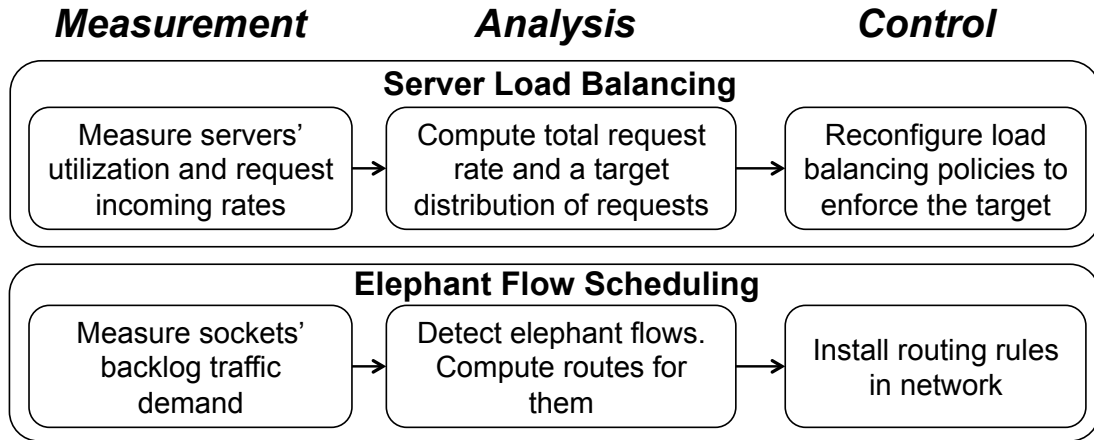 Measurement Analysis Control
Server Load Balancing
Measure servers’
utilization and request
incoming rates
Compute total request
rate and a target
distribution of requests
Reconfigure load
balancing policies to
enforce the target
Elephant Flow Scheduling
Measure sockets’
backlog traffic
demand
Detect elephant flows.
Compute routes for
them
Install routing rules
in network